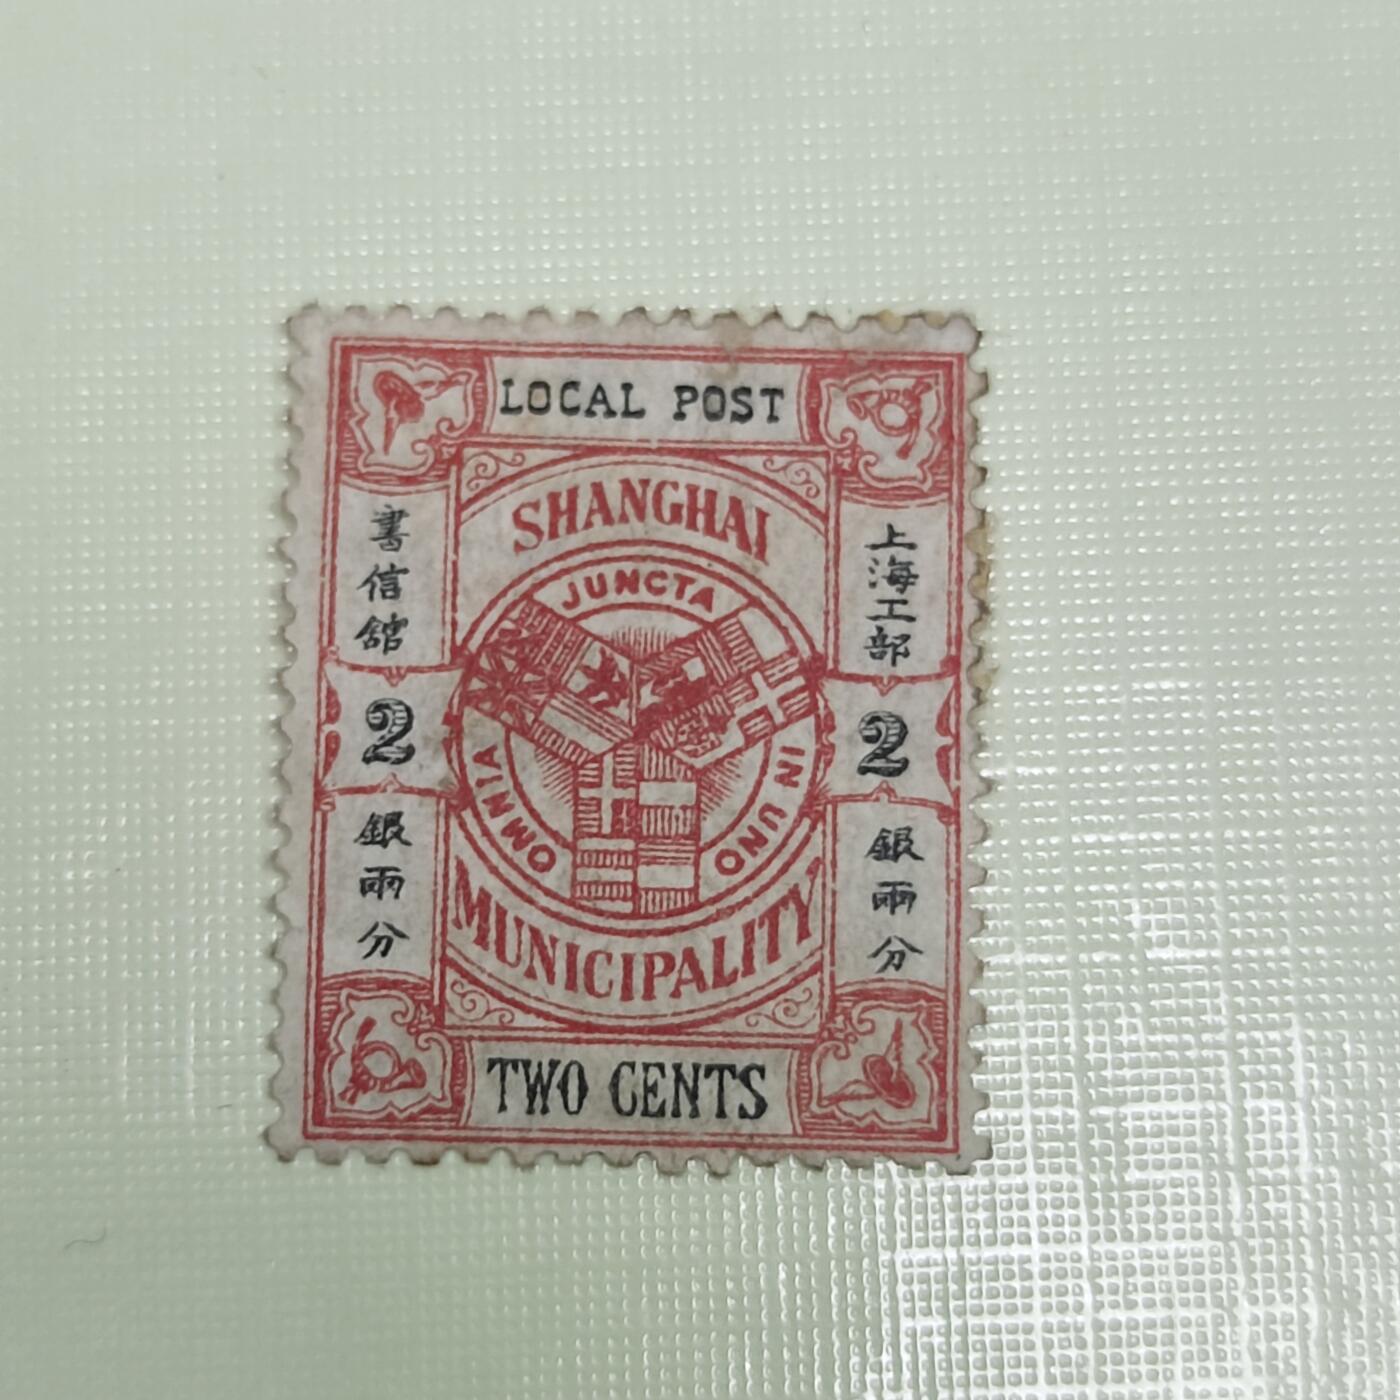 LOCAL POST
SHANGHAI
JUNCTA IN UNO OMNIA
上海工部
書信舘
2
2
銀兩分
銀兩分
MUNICIPALITY
TWO CENTS